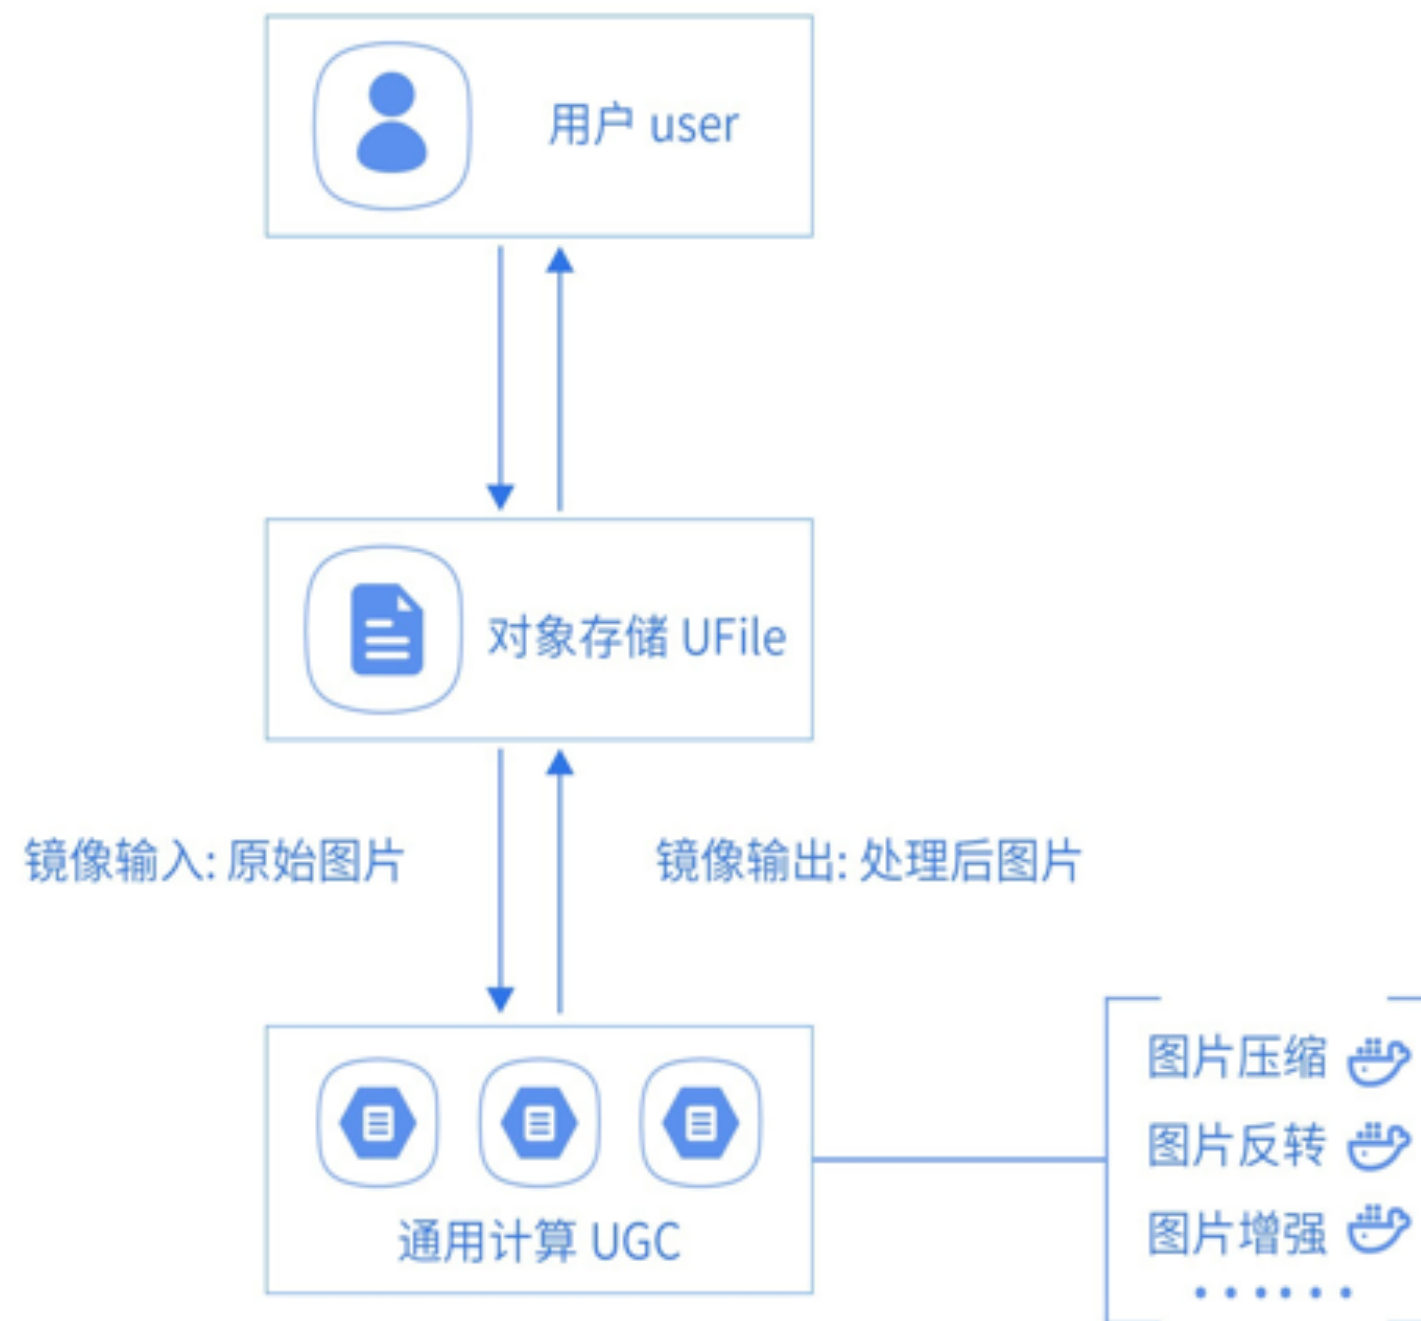 用户 user
对象存储 UFile
镜像输入: 原始图片
镜像输出: 处理后图片
通用计算 UGC
图片压缩
图片反转
图片增强
······